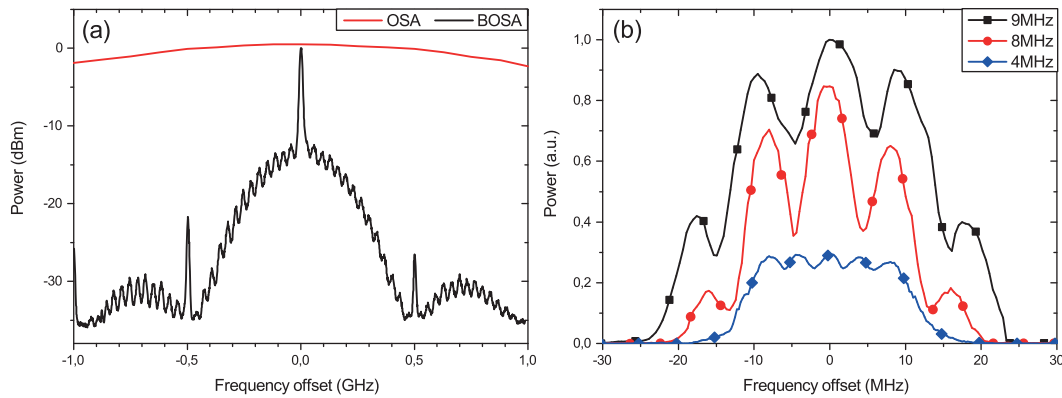 (a)
OSA
BOSA
0
-10
-20
-30
Power (dBm)
-1,0
-0,5
0,0
0,5
1,0
Frequency offset (GHz)
(b)
9MHz
8MHz
4MHz
1,0
0,8
0,6
0,4
0,2
0,0
Power (a.u.)
-30
-20
-10
0
10
20
30
Frequency offset (MHz)